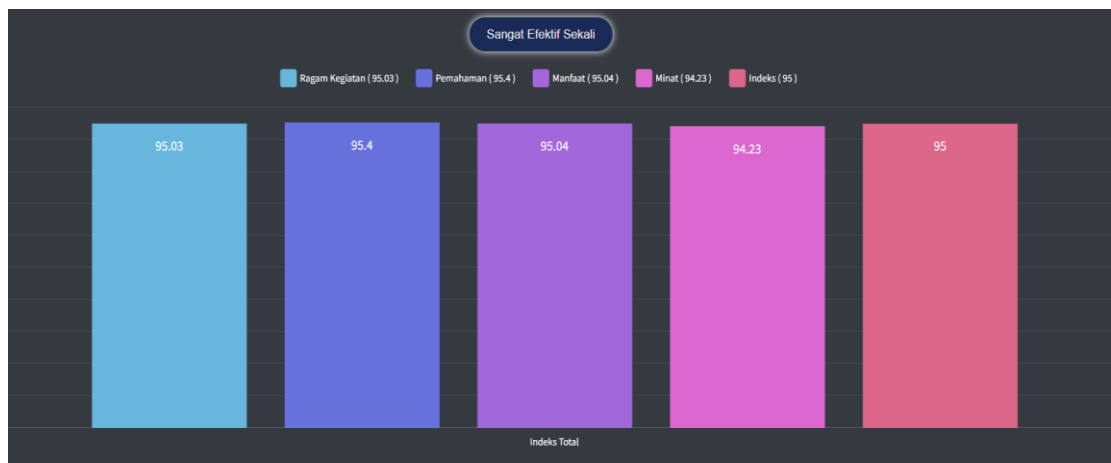 Sangat Efektif Sekali
Ragam Kegiatan ( 95.03 ) Pemahaman ( 95.4 ) Manfaat ( 95.04 ) Minat ( 94.23 ) Indeks ( 95 )
95.03 95.4 95.04 94.23 95
Indeks Total